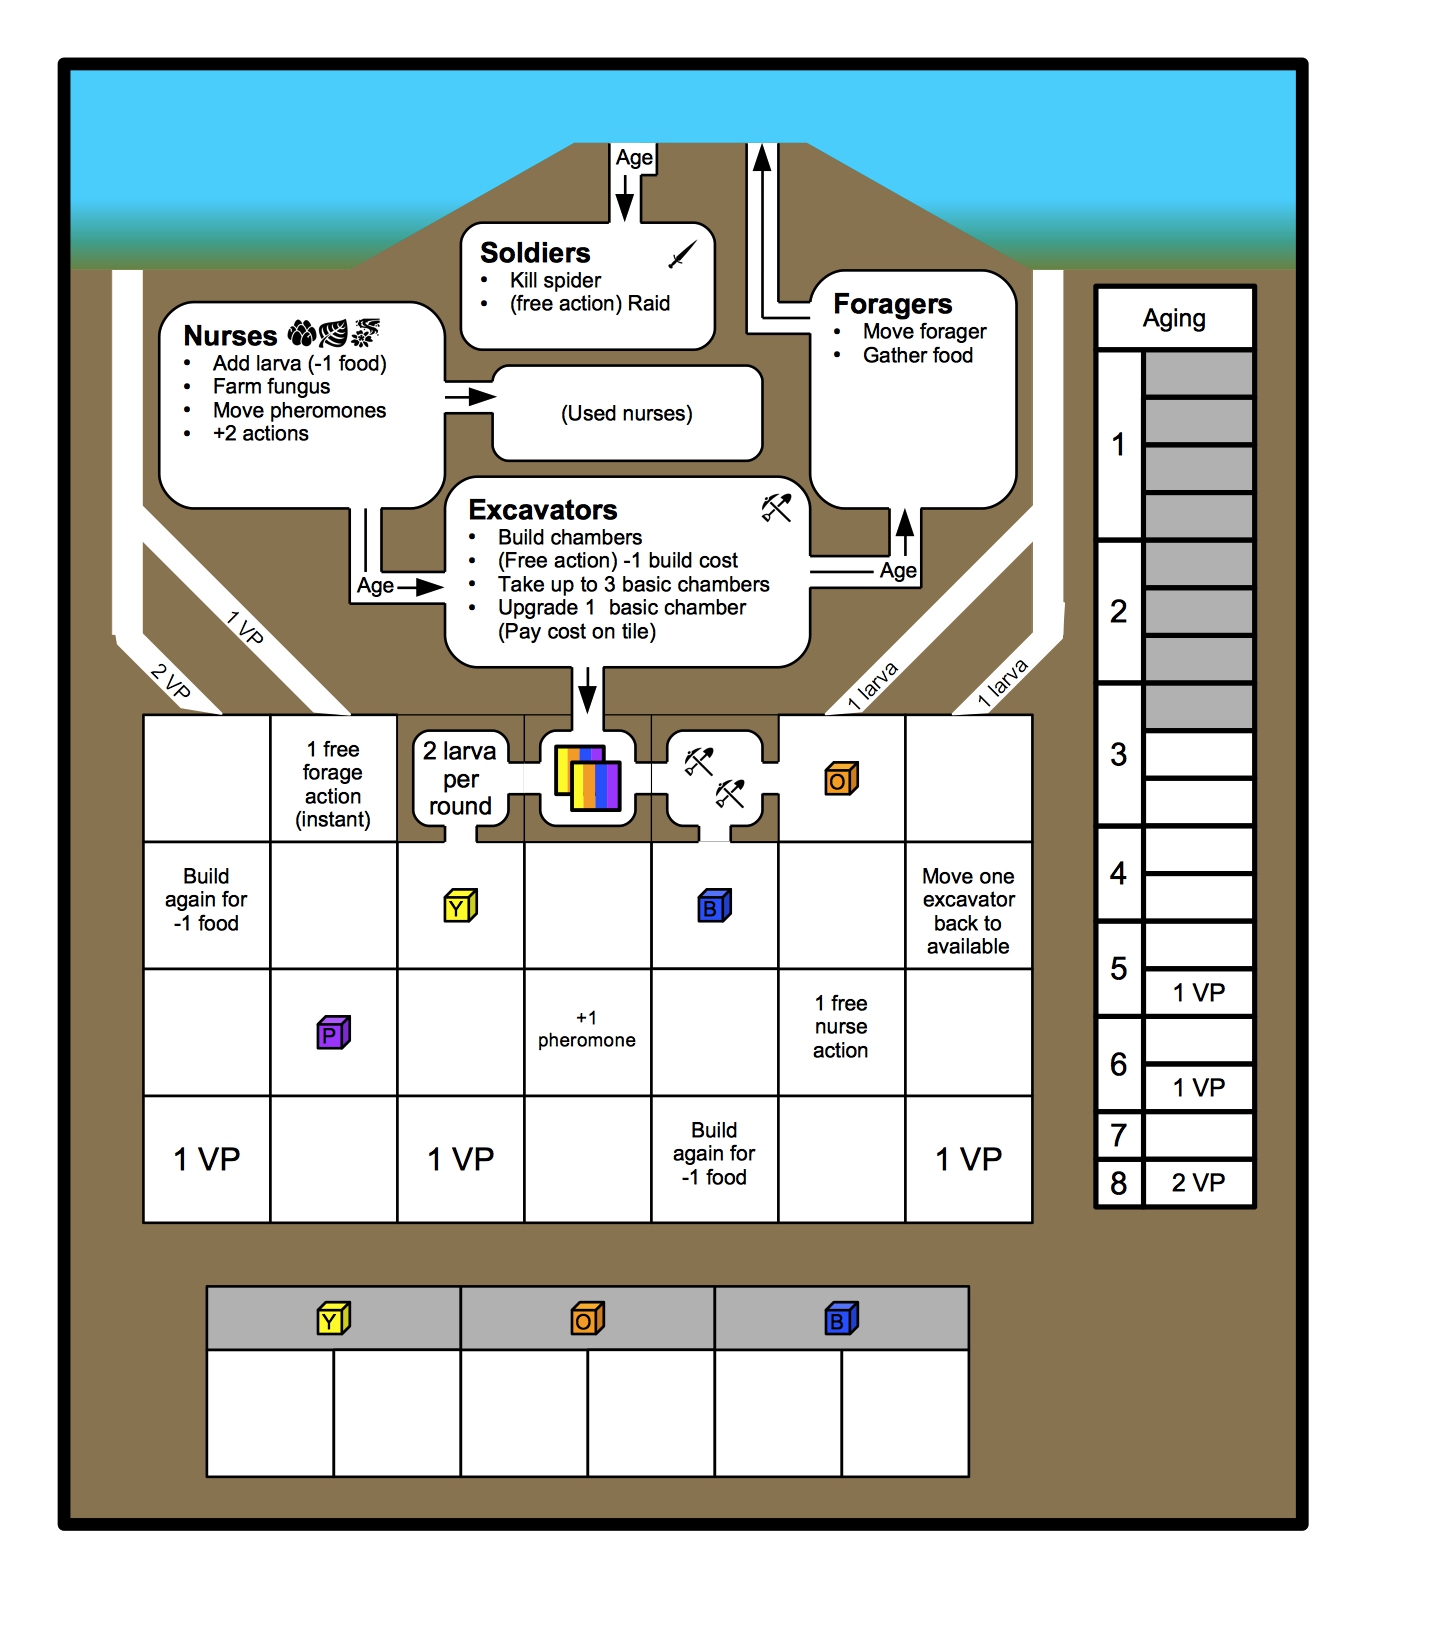 Age
Soldiers
• Kill spider
• (free action) Raid
Nurses
• Add larva (-1 food)
• Farm fungus
• Move pheromones
• +2 actions
(Used nurses)
Foragers
• Move forager
• Gather food
Excavators
• Build chambers
• (Free action) -1 build cost
• Take up to 3 basic chambers
• Upgrade 1 basic chamber
(Pay cost on tile)
Age
Age
1 VP
2 VP
1 larva
1 larva
1 free
forage
action
(instant)
2 larva
per
round
O
Build
again for
-1 food
Y
B
Move one
excavator
back to
available
P
+1
pheromone
1 free
nurse
action
1 VP
1 VP
Build
again for
-1 food
1 VP
Y
O
B
Aging
1
2
3
4
5
1 VP
6
1 VP
7
8
2 VP